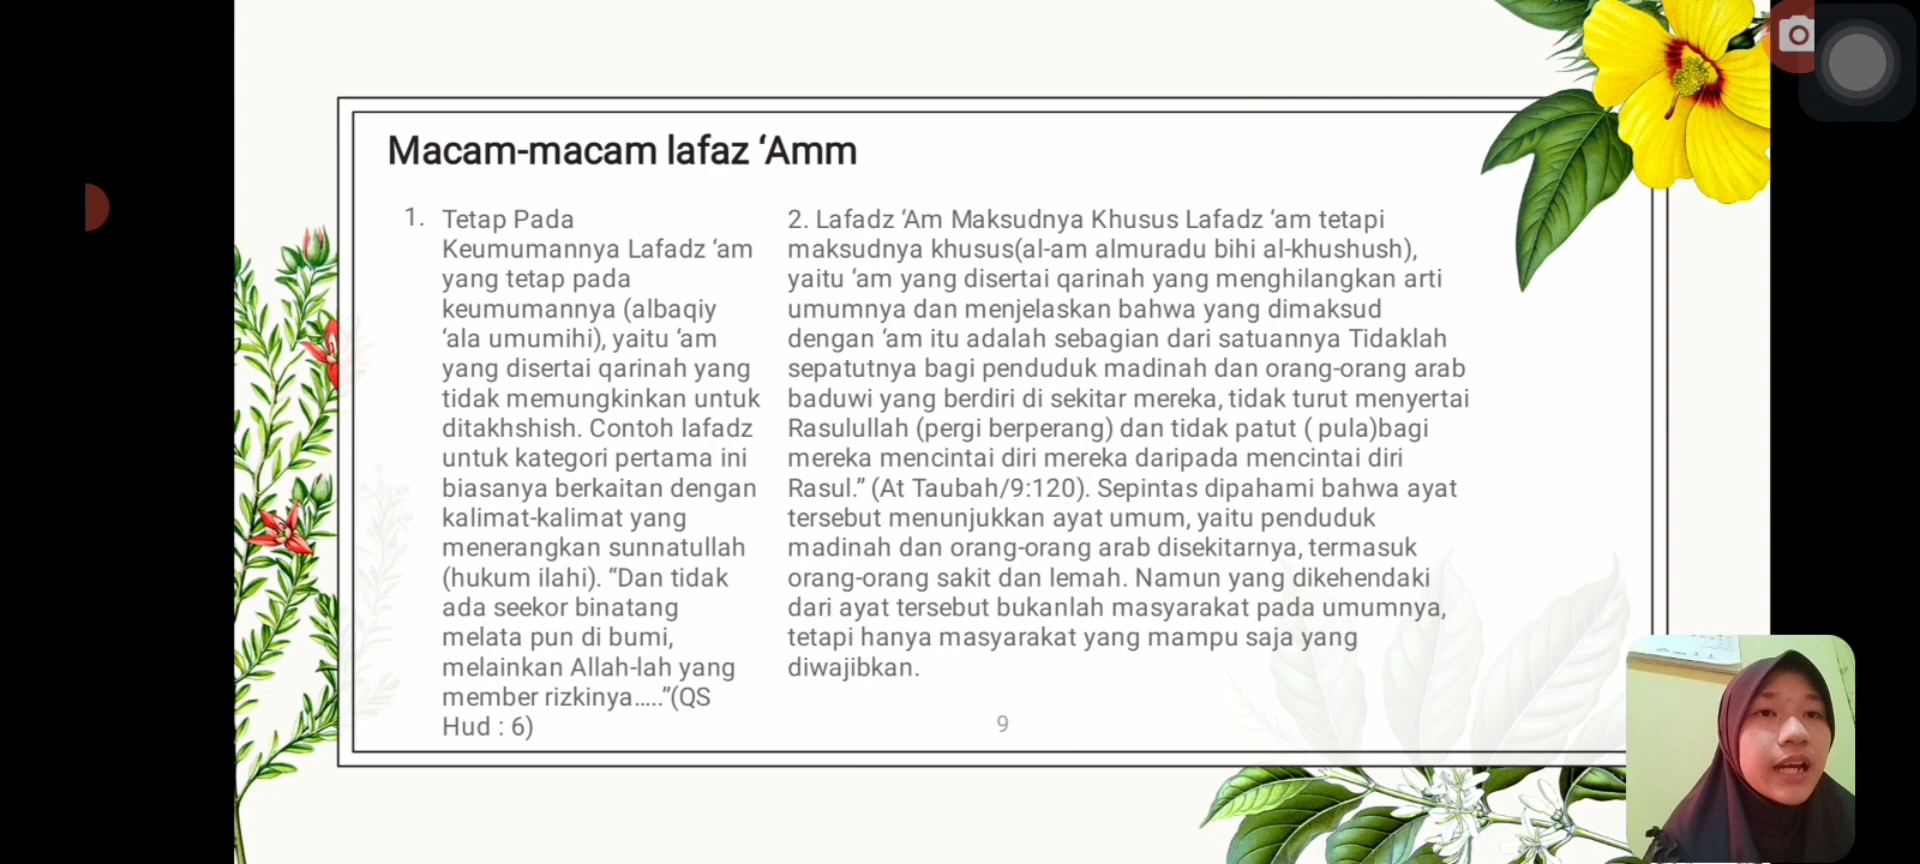 Macam-macam lafaz ‘Amm
1. Tetap Pada
Keumumannya Lafadz ‘am
yang tetap pada
keumumannya (albaqiy
‘ala umumihi), yaitu ‘am
yang disertai qarinah yang
tidak memungkinkan untuk
ditakhshish. Contoh lafadz
untuk kategori pertama ini
biasanya berkaitan dengan
kalimat-kalimat yang
menerangkan sunnatullah
(hukum ilahi). “Dan tidak
ada seekor binatang
melata pun di bumi,
melainkan Allah-lah yang
member rizkinya.....”(QS
Hud : 6)
2. Lafadz ‘Am Maksudnya Khusus Lafadz ‘am tetapi
maksudnya khusus(al-am almuradu bihi al-khushush),
yaitu ‘am yang disertai qarinah yang menghilangkan arti
umumnya dan menjelaskan bahwa yang dimaksud
dengan ‘am itu adalah sebagian dari satuannya Tidaklah
sepatutnya bagi penduduk madinah dan orang-orang arab
baduwi yang berdiri di sekitar mereka, tidak turut menyertai
Rasulullah (pergi berperang) dan tidak patut ( pula)bagi
mereka mencintai diri mereka daripada mencintai diri
Rasul.” (At Taubah/9:120). Sepintas dipahami bahwa ayat
tersebut menunjukkan ayat umum, yaitu penduduk
madinah dan orang-orang arab disekitarnya, termasuk
orang-orang sakit dan lemah. Namun yang dikehendaki
dari ayat tersebut bukanlah masyarakat pada umumnya,
tetapi hanya masyarakat yang mampu saja yang
diwajibkan.
9